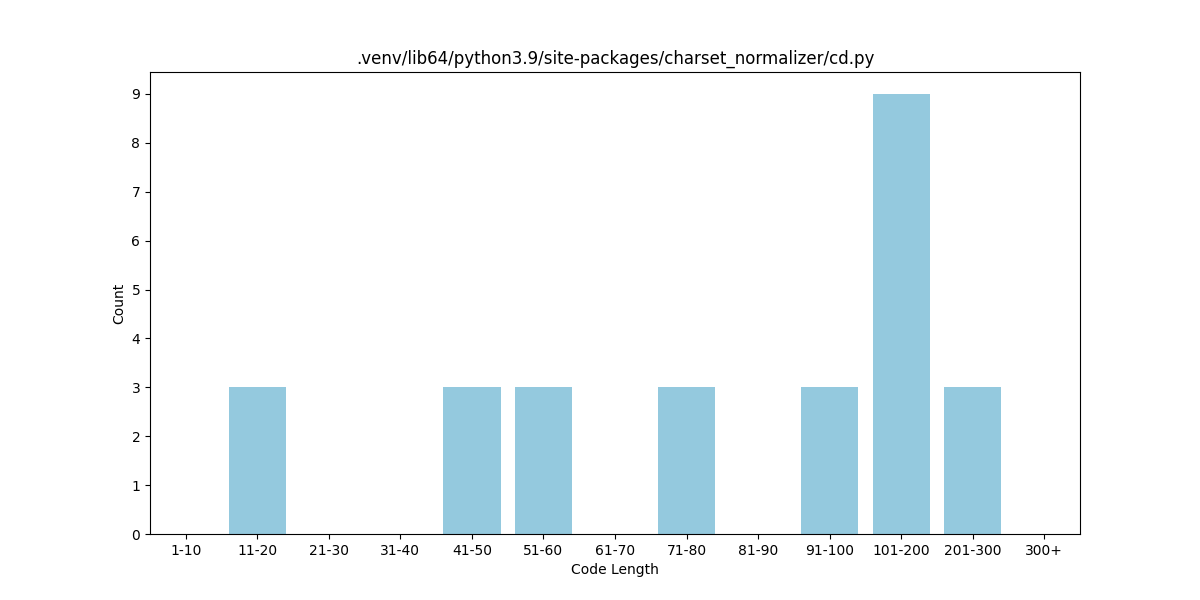 .venv/lib64/python3.9/site-packages/charset_normalizer/cd.py
9
8
7
6
5
4
3
2
1
0
Count
1-10 11-20 21-30 31-40 41-50 51-60 61-70 71-80 81-90 91-100 101-200 201-300 300+
Code Length